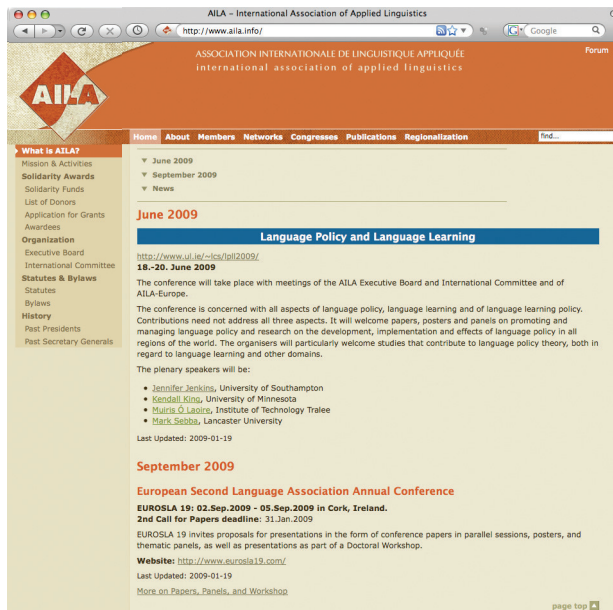 AILA – International Association of Applied Linguistics
http://www.aila.info/
Google
ASSOCIATION INTERNATIONALE DE LINGUISTIQUE APPLIQUÉE
international association of applied linguistics
Forum
AILA
Home About Members Networks Congresses Publications Regionalization
find...
What is AILA?
Mission & Activities
Solidarity Awards
Solidarity Funds
List of Donors
Application for Grants
Awardees
Organization
Executive Board
International Committee
Statutes & Bylaws
Statutes
Bylaws
History
Past Presidents
Past Secretary Generals
June 2009
September 2009
News
June 2009
Language Policy and Language Learning
http://www.ul.ie/~lcs/lpll2009/
18.-20. June 2009
The conference will take place with meetings of the AILA Executive Board and International Committee and of
AILA-Europe.
The conference is concerned with all aspects of language policy, language learning and of language learning policy.
Contributions need not address all three aspects. It will welcome papers, posters and panels on promoting and
managing language policy and research on the development, implementation and effects of language policy in all
regions of the world. The organisers will particularly welcome studies that contribute to language policy theory, both in
regard to language learning and other domains.
The plenary speakers will be:
• Jennifer Jenkins, University of Southampton
• Kendall King, University of Minnesota
• Muiris Ó Laoire, Institute of Technology Tralee
• Mark Sebba, Lancaster University
Last Updated: 2009-01-19
September 2009
European Second Language Association Annual Conference
EUROSLA 19: 02.Sep.2009 - 05.Sep.2009 in Cork, Ireland.
2nd Call for Papers deadline: 31.Jan.2009
EUROSLA 19 invites proposals for presentations in the form of conference papers in parallel sessions, posters, and
thematic panels, as well as presentations as part of a Doctoral Workshop.
Website: http://www.eurosla19.com/
Last Updated: 2009-01-19
More on Papers, Panels, and Workshop
page top